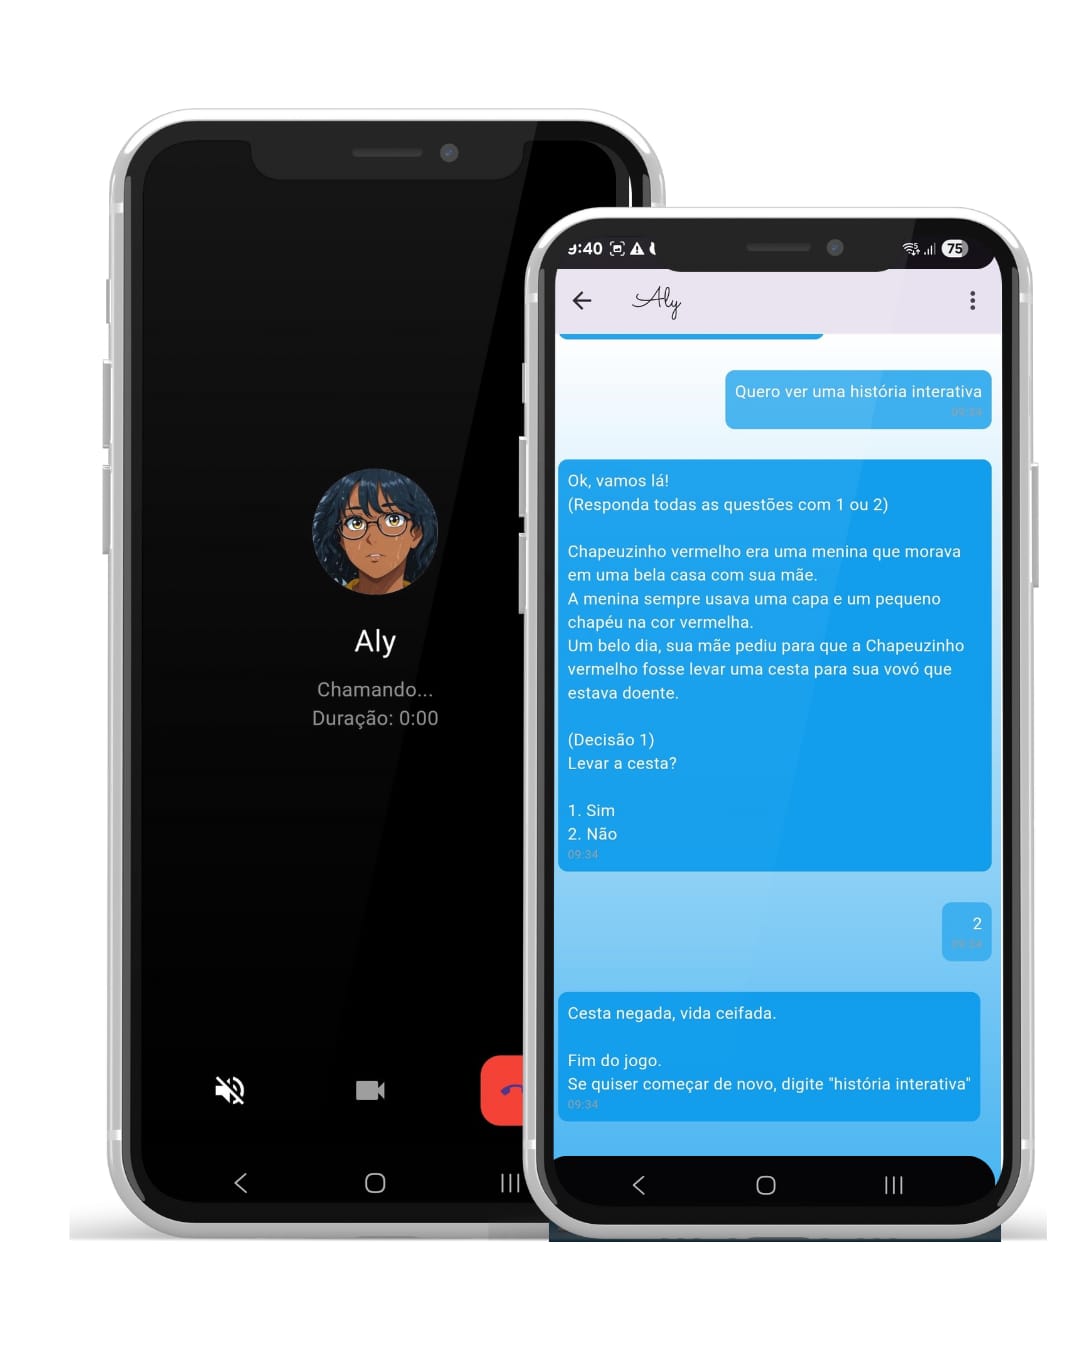 Aly
Chamando...
Duração: 0:00
9:40
75
Aly
Quero ver uma história interativa
09:34
Ok, vamos lá!
(Responda todas as questões com 1 ou 2)
Chapeuzinho vermelho era uma menina que morava
em uma bela casa com sua mãe.
A menina sempre usava uma capa e um pequeno
chapéu na cor vermelha.
Um belo dia, sua mãe pediu para que a Chapeuzinho
vermelho fosse levar uma cesta para sua vovó que
estava doente.
(Decisão 1)
Levar a cesta?
1. Sim
2. Não
09:34
2
09:34
Cesta negada, vida ceifada.
Fim do jogo.
Se quiser começar de novo, digite "história interativa"
09:34